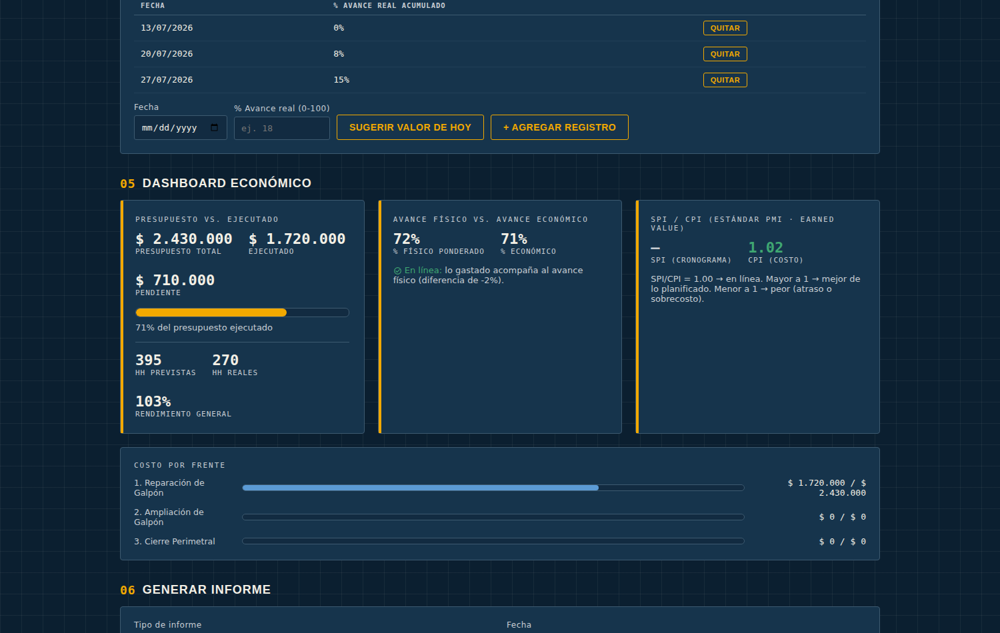 FECHA % AVANCE REAL ACUMULADO
13/07/2026 0% QUITAR
20/07/2026 8% QUITAR
27/07/2026 15% QUITAR
Fecha % Avance real (0-100)
mm/dd/yyyy ej. 18 SUGERIR VALOR DE HOY + AGREGAR REGISTRO
05 DASHBOARD ECONÓMICO
PRESUPUESTO VS. EJECUTADO
$ 2.430.000 $ 1.720.000
PRESUPUESTO TOTAL EJECUTADO
$ 710.000
PENDIENTE
71% del presupuesto ejecutado
395 270
HH PREVISTAS HH REALES
103%
RENDIMIENTO GENERAL
AVANCE FÍSICO VS. AVANCE ECONÓMICO
72% 71%
% FÍSICO PONDERADO % ECONÓMICO
En línea: lo gastado acompaña al avance
físico (diferencia de -2%).
SPI / CPI (ESTÁNDAR PMI · EARNED
VALUE)
— 1.02
SPI (CRONOGRAMA) CPI (COSTO)
SPI/CPI = 1.00 → en línea. Mayor a 1 → mejor de
lo planificado. Menor a 1 → peor (atraso o
sobrecosto).
COSTO POR FRENTE
1. Reparación de
Galpón
$ 1.720.000 / $
2.430.000
2. Ampliación de
Galpón
$ 0 / $ 0
3. Cierre Perimetral $ 0 / $ 0
06 GENERAR INFORME
Tipo de informe Fecha